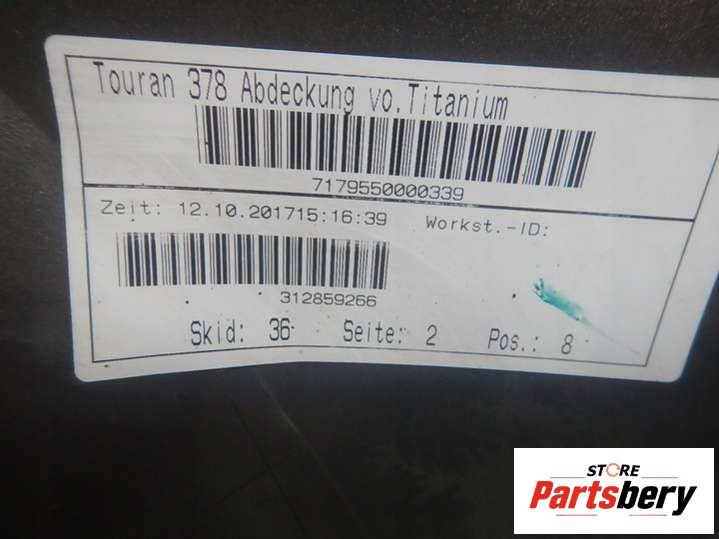 Touran 378 Abdeckung vo.Titanium
7179550000339
Zeit: 12.10.201715:16:39 Workst.-ID:
312859266
Skid: 36 Seite: 2 Pos.: 8
STORE
Partsbery